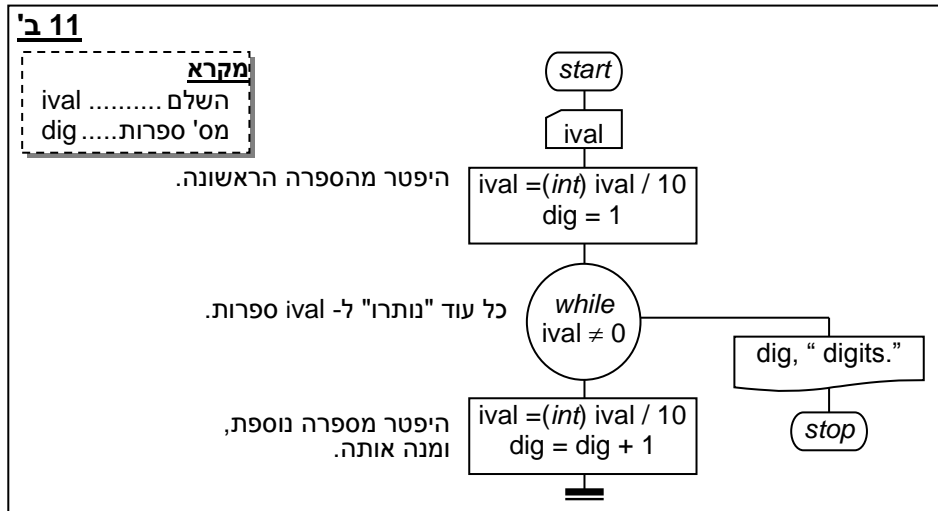 11 ב'
מקרא
השלם .......... ival
מס' ספרות.....dig
start
ival
היפטר מהספרה הראשונה.
ival =(int) ival / 10
dig = 1
כל עוד "נותרו" ל- ival ספרות.
while
ival ≠ 0
dig, “ digits.”
stop
היפטר מספרה נוספת,
ומנה אותה.
ival =(int) ival / 10
dig = dig + 1